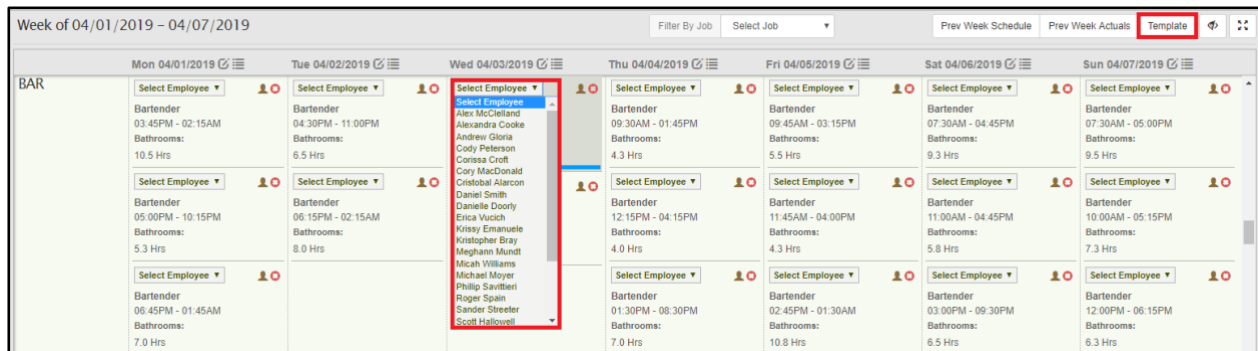 Week of 04/01/2019 - 04/07/2019 Filter By Job Select Job ▼ Prev Week Schedule Prev Week Actuals Template
Mon 04/01/2019 Tue 04/02/2019 Wed 04/03/2019 Thu 04/04/2019 Fri 04/05/2019 Sat 04/06/2019 Sun 04/07/2019
BAR
Select Employee ▼
Bartender
03:45PM - 02:15AM
Bathrooms:
10.5 Hrs
Select Employee ▼
Bartender
05:00PM - 10:15PM
Bathrooms:
5.3 Hrs
Select Employee ▼
Bartender
06:45PM - 01:45AM
Bathrooms:
7.0 Hrs
Select Employee ▼
Bartender
04:30PM - 11:00PM
Bathrooms:
6.5 Hrs
Select Employee ▼
Bartender
06:15PM - 02:15AM
Bathrooms:
8.0 Hrs
Select Employee ▼
Select Employee
Alex McClelland
Alexandra Cooke
Andrew Gloria
Cody Peterson
Corissa Croft
Cory MacDonald
Cristobal Alarcon
Daniel Smith
Danielle Doorly
Erica Vucich
Krissy Emanuele
Kristopher Bray
Meghann Mundt
Micah Williams
Michael Moyer
Phillip Savittieri
Roger Spain
Sander Streeter
Scott Hallowell
Select Employee ▼
Bartender
09:30AM - 01:45PM
Bathrooms:
4.3 Hrs
Select Employee ▼
Bartender
12:15PM - 04:15PM
Bathrooms:
4.0 Hrs
Select Employee ▼
Bartender
01:30PM - 08:30PM
Bathrooms:
7.0 Hrs
Select Employee ▼
Bartender
09:45AM - 03:15PM
Bathrooms:
5.5 Hrs
Select Employee ▼
Bartender
11:45AM - 04:00PM
Bathrooms:
4.3 Hrs
Select Employee ▼
Bartender
02:45PM - 01:30AM
Bathrooms:
10.8 Hrs
Select Employee ▼
Bartender
07:30AM - 04:45PM
Bathrooms:
9.3 Hrs
Select Employee ▼
Bartender
11:00AM - 04:45PM
Bathrooms:
5.8 Hrs
Select Employee ▼
Bartender
03:00PM - 09:30PM
Bathrooms:
6.5 Hrs
Select Employee ▼
Bartender
07:30AM - 05:00PM
Bathrooms:
9.5 Hrs
Select Employee ▼
Bartender
10:00AM - 05:15PM
Bathrooms:
7.3 Hrs
Select Employee ▼
Bartender
12:00PM - 06:15PM
Bathrooms:
6.3 Hrs